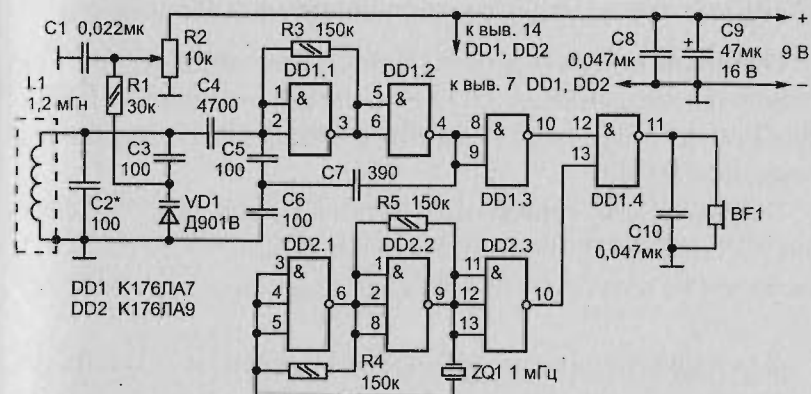 C1 0,022мк
R2
10к
R3 150к
к выв. 14
DD1, DD2
C8
0,047мк
C9
47мк
16 В
+
9 В
–
к выв. 7 DD1, DD2
L1
1,2 мГн
R1
30к
C4
4700
DD1.1
1
2
&
3
DD1.2
5
6
&
4
8
9
&
10
DD1.3
12
13
&
11
DD1.4
C3
100
C5
100
C7 390
C2*
100
VD1
Д901В
C6
100
R5 150к
C10
0,047мк
BF1
DD2.1
3
4
5
&
6
DD2.2
1
2
8
&
9
DD2.3
11
12
13
&
10
DD1 К176ЛА7
DD2 К176ЛА9
R4
150к
ZQ1 1 мГц
+